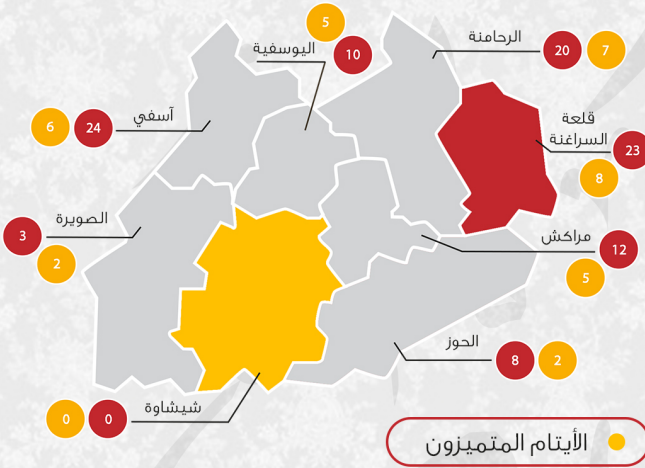 5
اليوسفية
10
الرحامنة
20
7
آسفي
24
6
قلعة
السراغنة
23
8
الصويرة
3
2
مراكش
12
5
الحوز
8
2
شيشاوة
0
0
الأيتام المتميزون